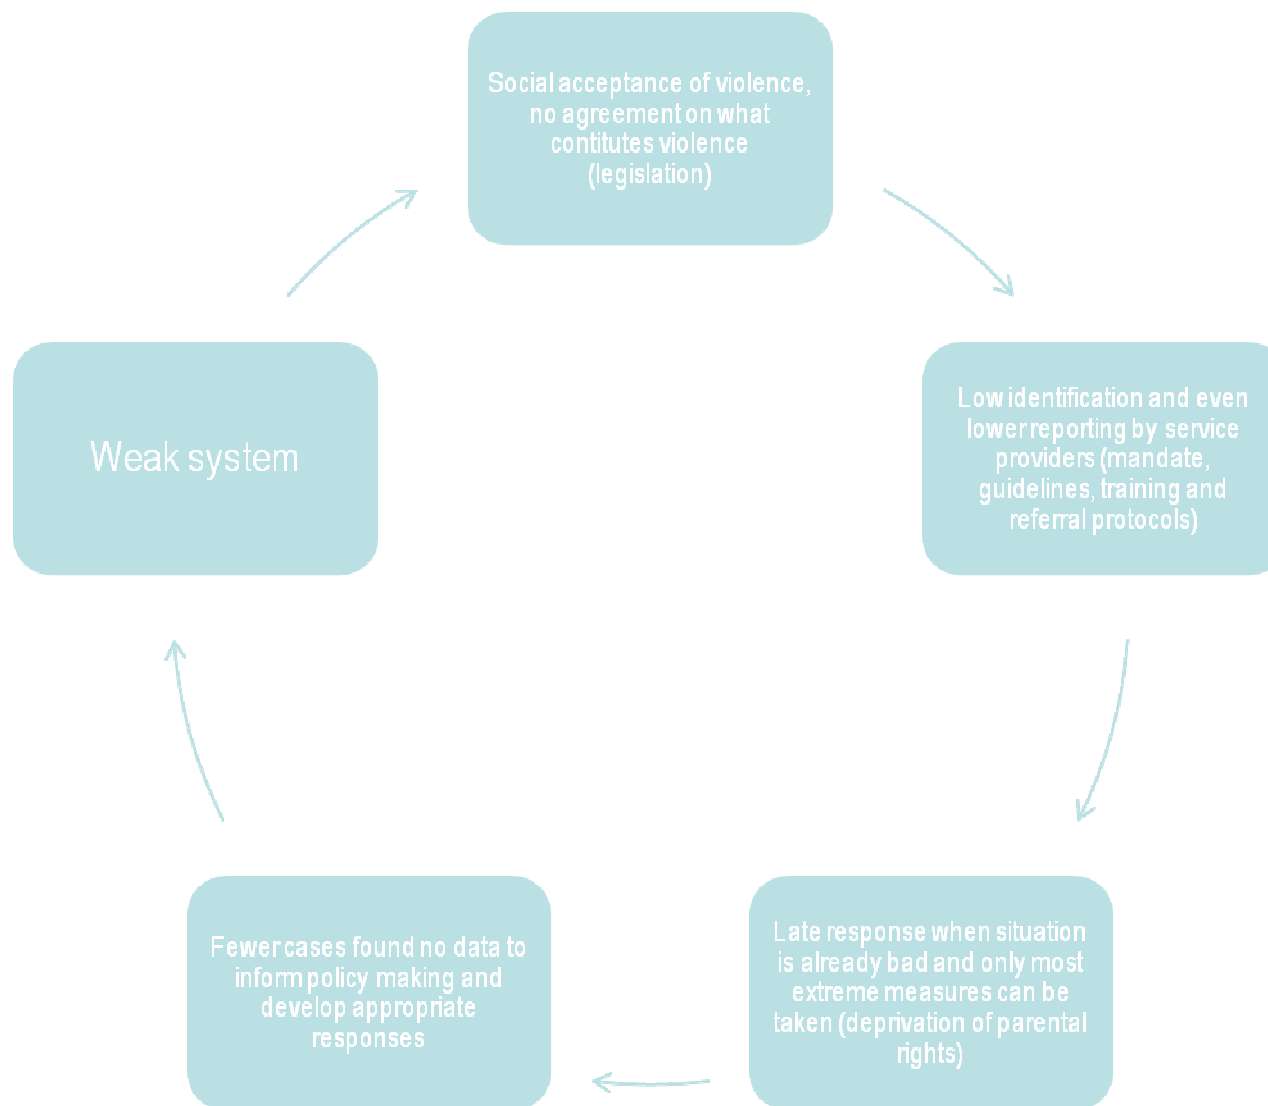 Social acceptance of violence,
no agreement on what
contitutes violence
(legislation)
Low identification and even
lower reporting by service
providers (mandate,
guidelines, training and
referral protocols)
Late response when situation
is already bad and only most
extreme measures can be
taken (deprivation of parental
rights)
Fewer cases found no data to
inform policy making and
develop appropriate
responses
Weak system